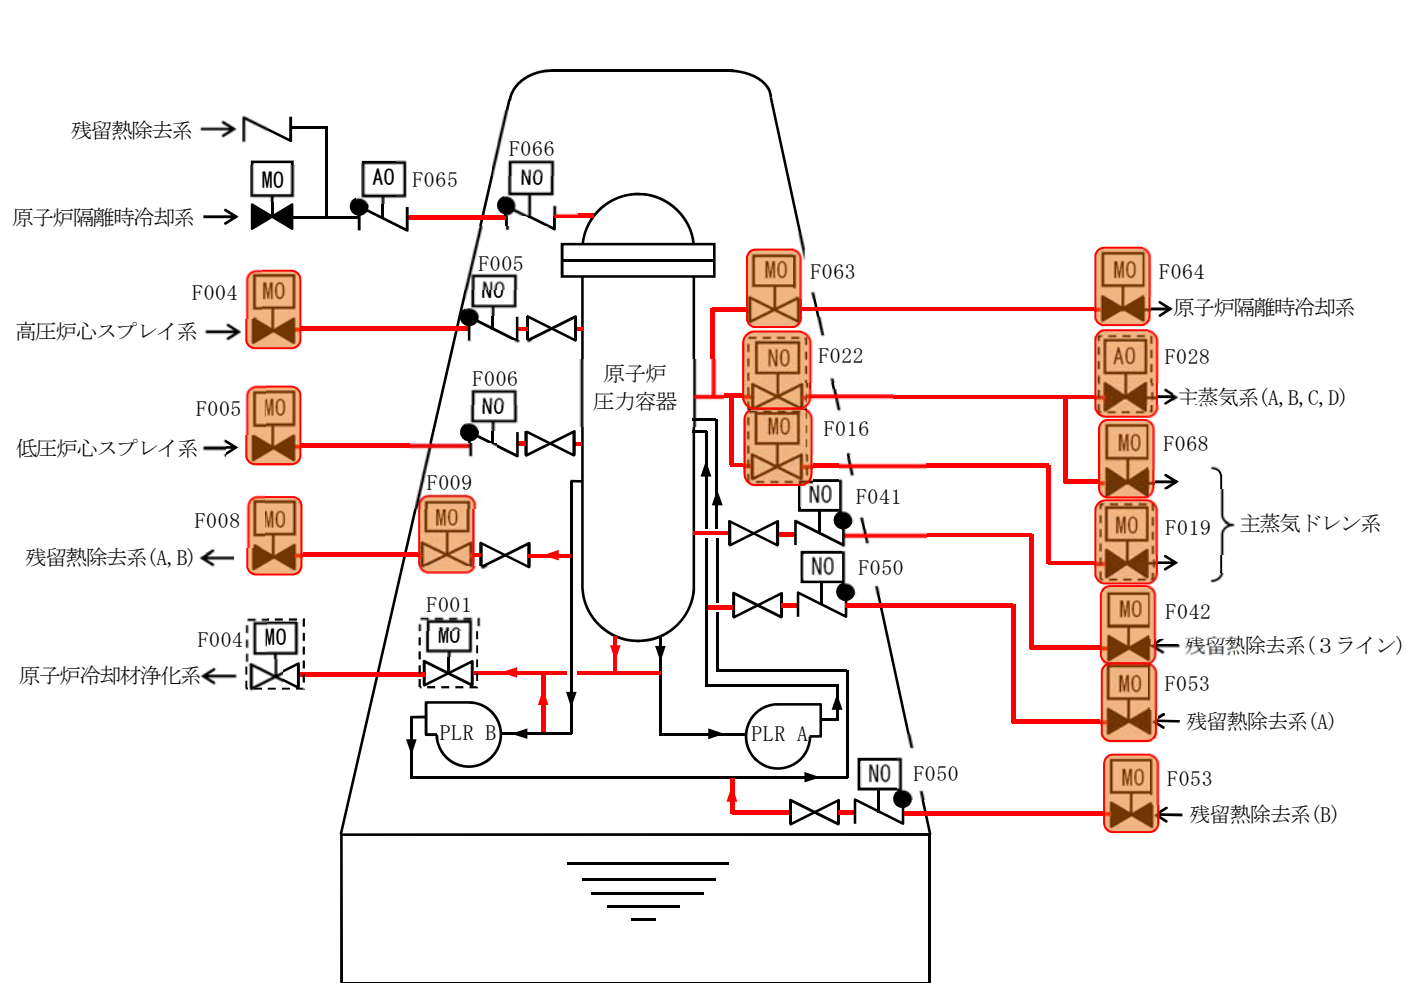 残留熱除去系
MO
AO
F065
F066
NO
原子炉隔離時冷却系
F004
MO
F005
NO
高圧炉心スプレイ系
F005
MO
F006
NO
低圧炉心スプレイ系
F008
MO
F009
MO
残留熱除去系(A,B)
F004
MO
F001
MO
原子炉冷却材浄化系
原子炉
圧力容器
PLR B
PLR A
MO
F063
MO
F064
原子炉隔離時冷却系
NO
F022
AO
F028
主蒸気系(A,B,C,D)
MO
F016
MO
F068
NO
F041
MO
F019
主蒸気ドレン系
NO
F050
MO
F042
残留熱除去系(3ライン)
MO
F053
残留熱除去系(A)
NO
F050
MO
F053
残留熱除去系(B)